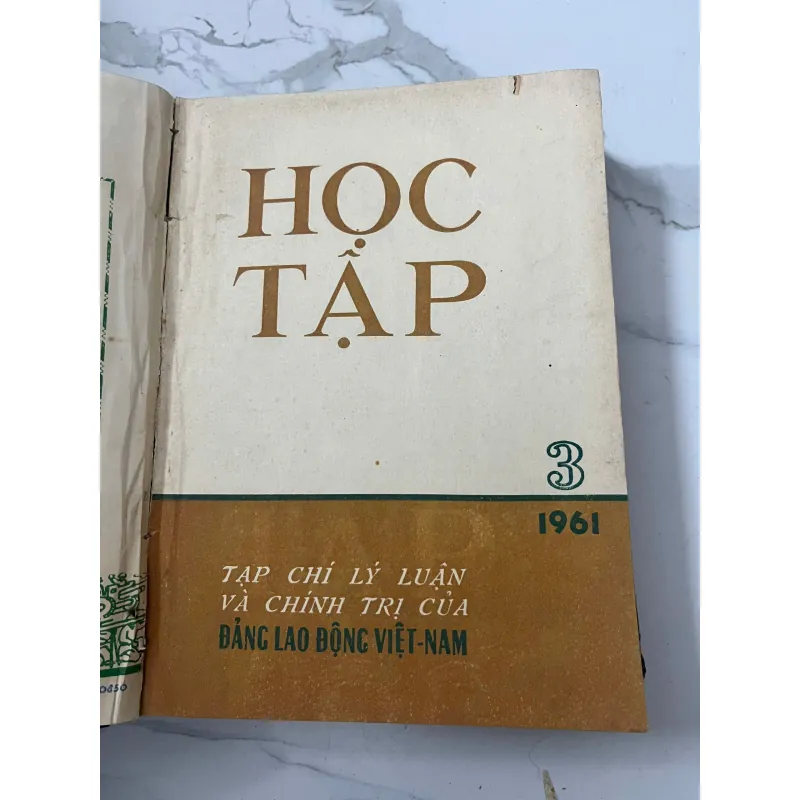 HỌC
TẬP
3
1961
TẠP CHÍ LÝ LUẬN
VÀ CHÍNH TRỊ CỦA
ĐẢNG LAO ĐỘNG VIỆT-NAM